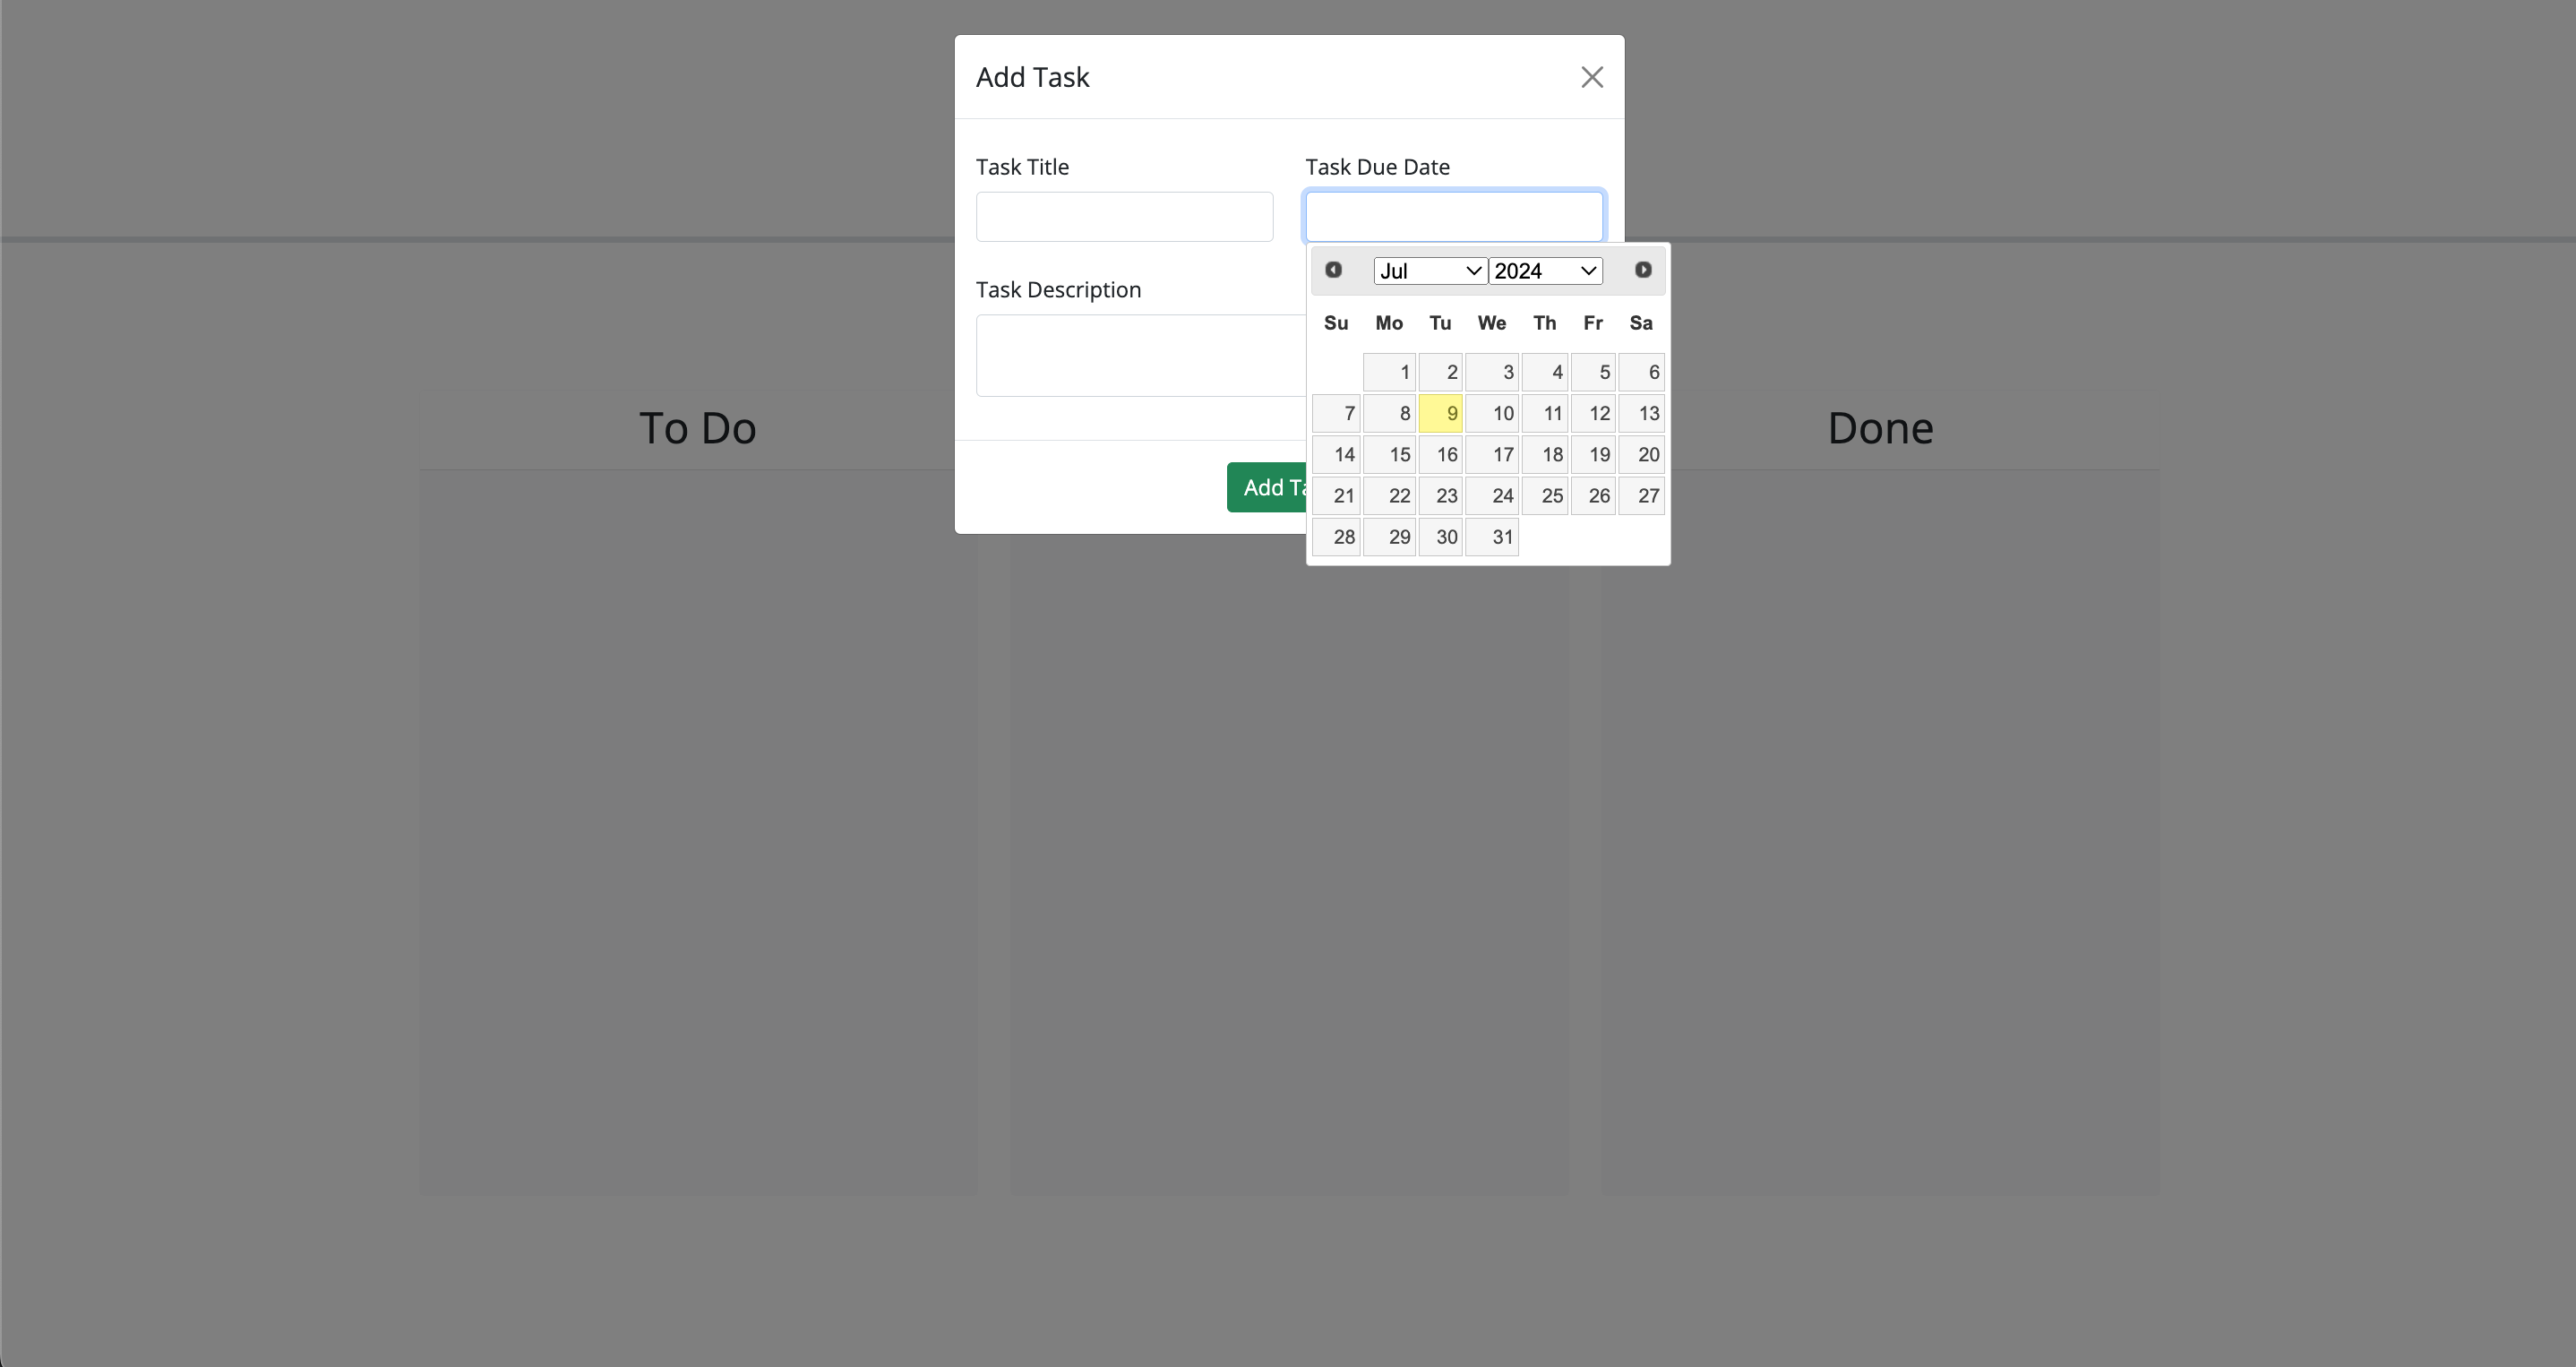 Add Task
Task Title
Task Due Date
Jul 2024
Su Mo Tu We Th Fr Sa
1 2 3 4 5 6
7 8 9 10 11 12 13
14 15 16 17 18 19 20
21 22 23 24 25 26 27
28 29 30 31
Task Description
Add Ta
To Do
Done